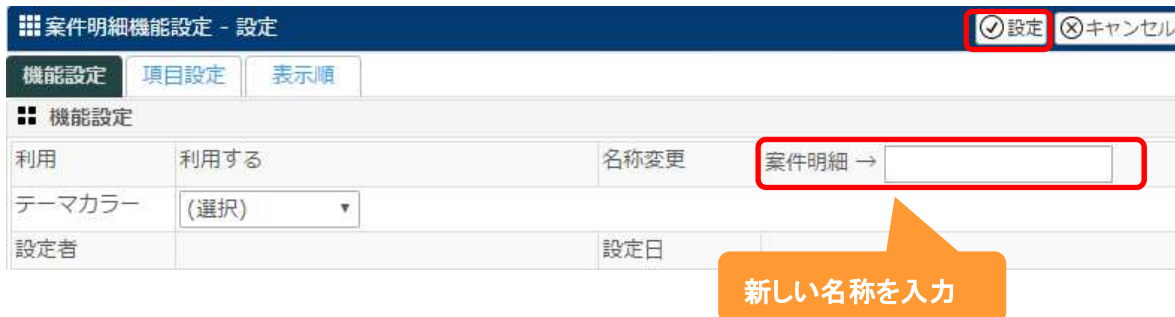 案件明細機能設定 - 設定 設定 キャンセル
機能設定 項目設定 表示順
機能設定
利用 利用する 名称変更 案件明細 →
テーマカラー (選択)
設定者 設定日
新しい名称を入力